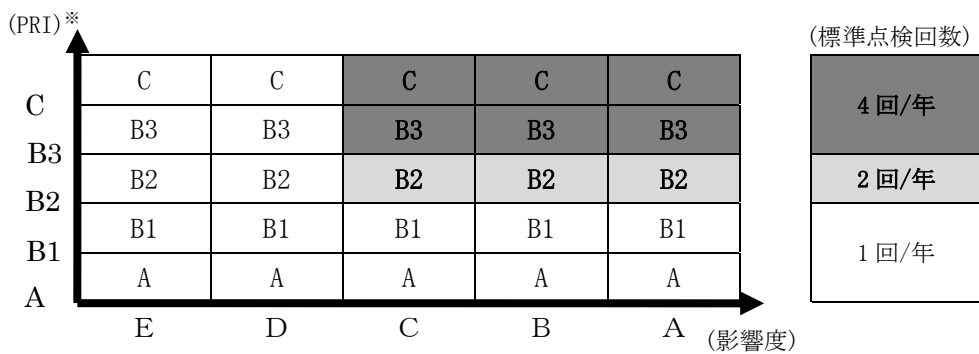 (PRI)※
(標準点検回数)
C C C C C
C
4回/年
B3 B3 B3 B3 B3
B3
B2 B2 B2 B2 B2
2回/年
B2
B1 B1 B1 B1 B1
B1
1回/年
A A A A A
A
E D C B A
(影響度)